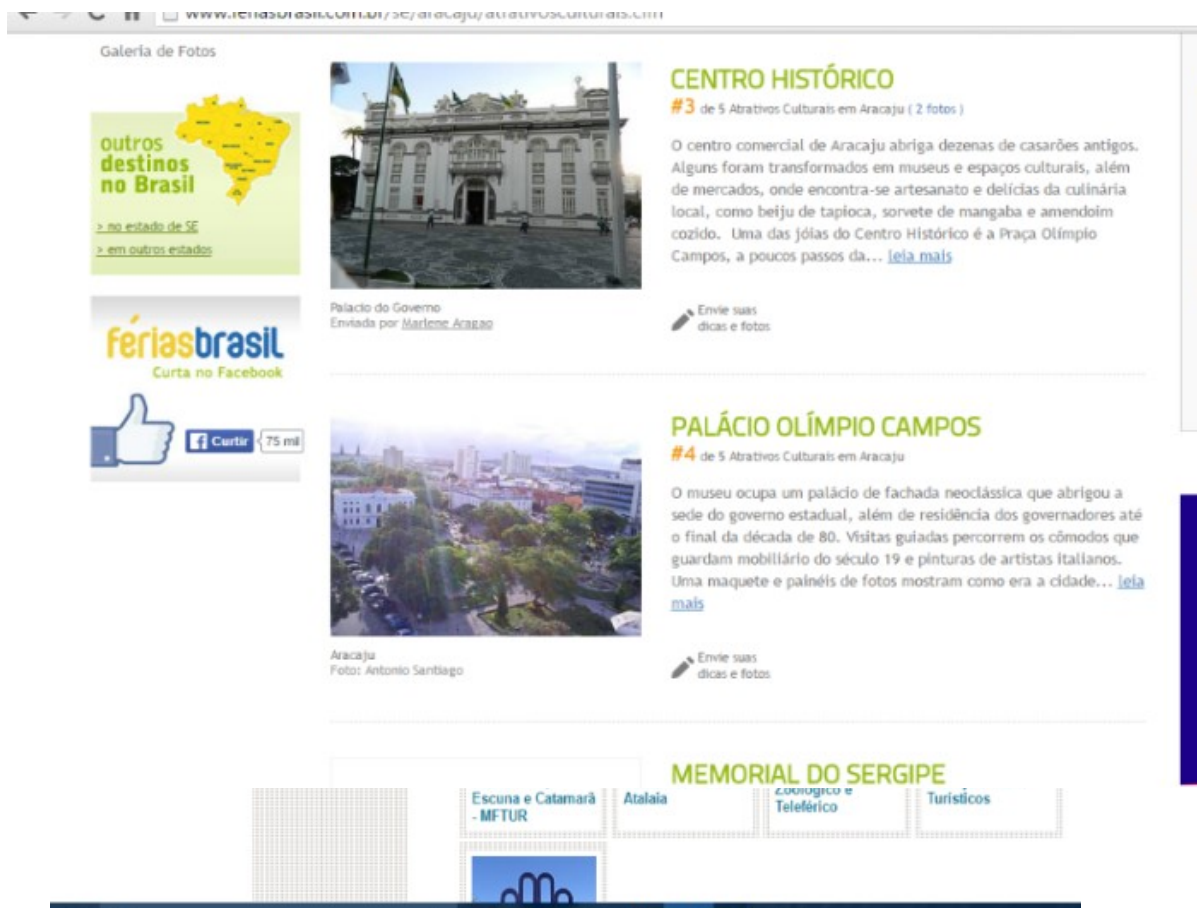 www.feriasbrasil.com.br/se/aracaju/atrativosculturais.cfm
Galeria de Fotos
outros
destinos
no Brasil
> no estado de SE
> em outros estados
fériasbrasil
Curta no Facebook
Curtir
75 mil
CENTRO HISTÓRICO
#3 de 5 Atrativos Culturais em Aracaju ( 2 fotos )
O centro comercial de Aracaju abriga dezenas de casarões antigos.
Alguns foram transformados em museus e espaços culturais, além
de mercados, onde encontra-se artesanato e delícias da culinária
local, como beiju de tapioca, sorvete de mangaba e amendoim
cozido. Uma das jóias do Centro Histórico é a Praça Olímpio
Campos, a poucos passos da... leia mais
Palacio do Governo
Enviada por Marlene Aragao
Envie suas
dicas e fotos
PALÁCIO OLÍMPIO CAMPOS
#4 de 5 Atrativos Culturais em Aracaju
O museu ocupa um palácio de fachada neoclássica que abrigou a
sede do governo estadual, além de residência dos governadores até
o final da década de 80. Visitas guiadas percorrem os cômodos que
guardam mobiliário do século 19 e pinturas de artistas italianos.
Uma maquete e painéis de fotos mostram como era a cidade... leia
mais
Aracaju
Foto: Antonio Santiago
Envie suas
dicas e fotos
MEMORIAL DO SERGIPE
Escuna e Catamarã
- MFTUR
Atalaia
Zoológico e
Teleférico
Turísticos